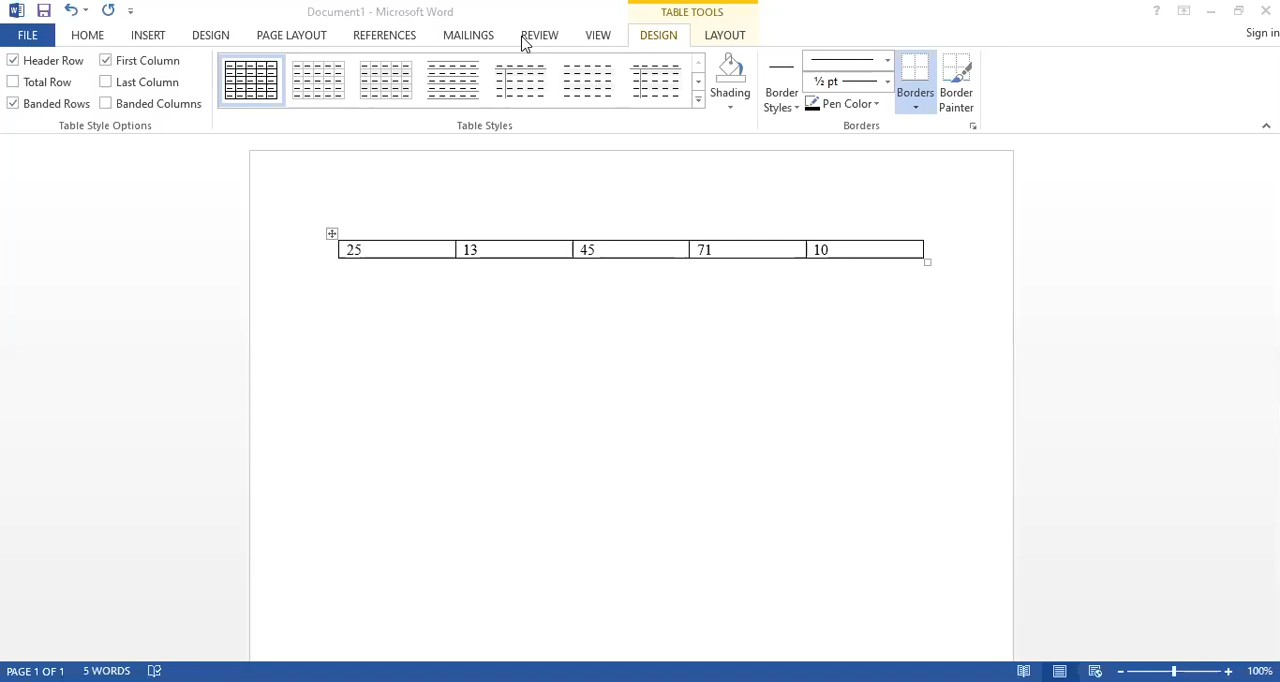 Document1 - Microsoft Word
TABLE TOOLS
Sign in
FILE HOME INSERT DESIGN PAGE LAYOUT REFERENCES MAILINGS REVIEW VIEW DESIGN LAYOUT
Header Row First Column
Total Row Last Column
Banded Rows Banded Columns
Table Style Options
Table Styles
Shading
Border Styles
½ pt
Pen Color
Borders
Border Painter
Borders
25 13 45 71 10
PAGE 1 OF 1 5 WORDS 100%